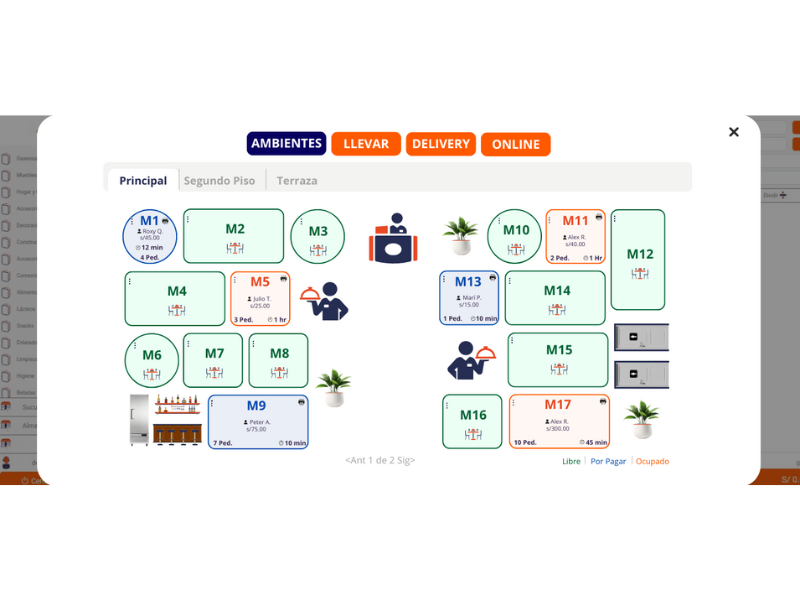 AMBIENTES LLEVAR DELIVERY ONLINE
Principal Segundo Piso Terraza
M1
Roxy Q.
s/45.00
12 min
4 Ped.
M2
M3
M10
M11
Alex R.
s/40.00
2 Ped. 1 Hr
M12
M4
M5
Julio T.
s/25.00
3 Ped. 1 hr
M13
Mari P.
s/15.00
1 Ped. 10 min
M14
M6
M7
M8
M15
M9
Peter A.
s/75.00
7 Ped. 10 min
M16
M17
Alex R.
s/300.00
10 Ped. 45 min
<Ant 1 de 2 Sig>
Libre Por Pagar Ocupado
S/ 0